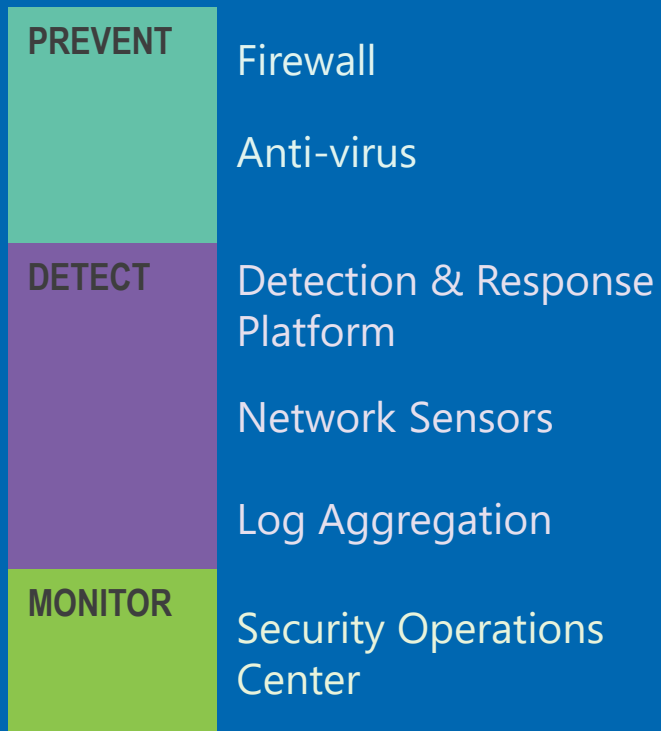 PREVENT
Firewall
Anti-virus
DETECT
Detection & Response
Platform
Network Sensors
Log Aggregation
MONITOR
Security Operations
Center